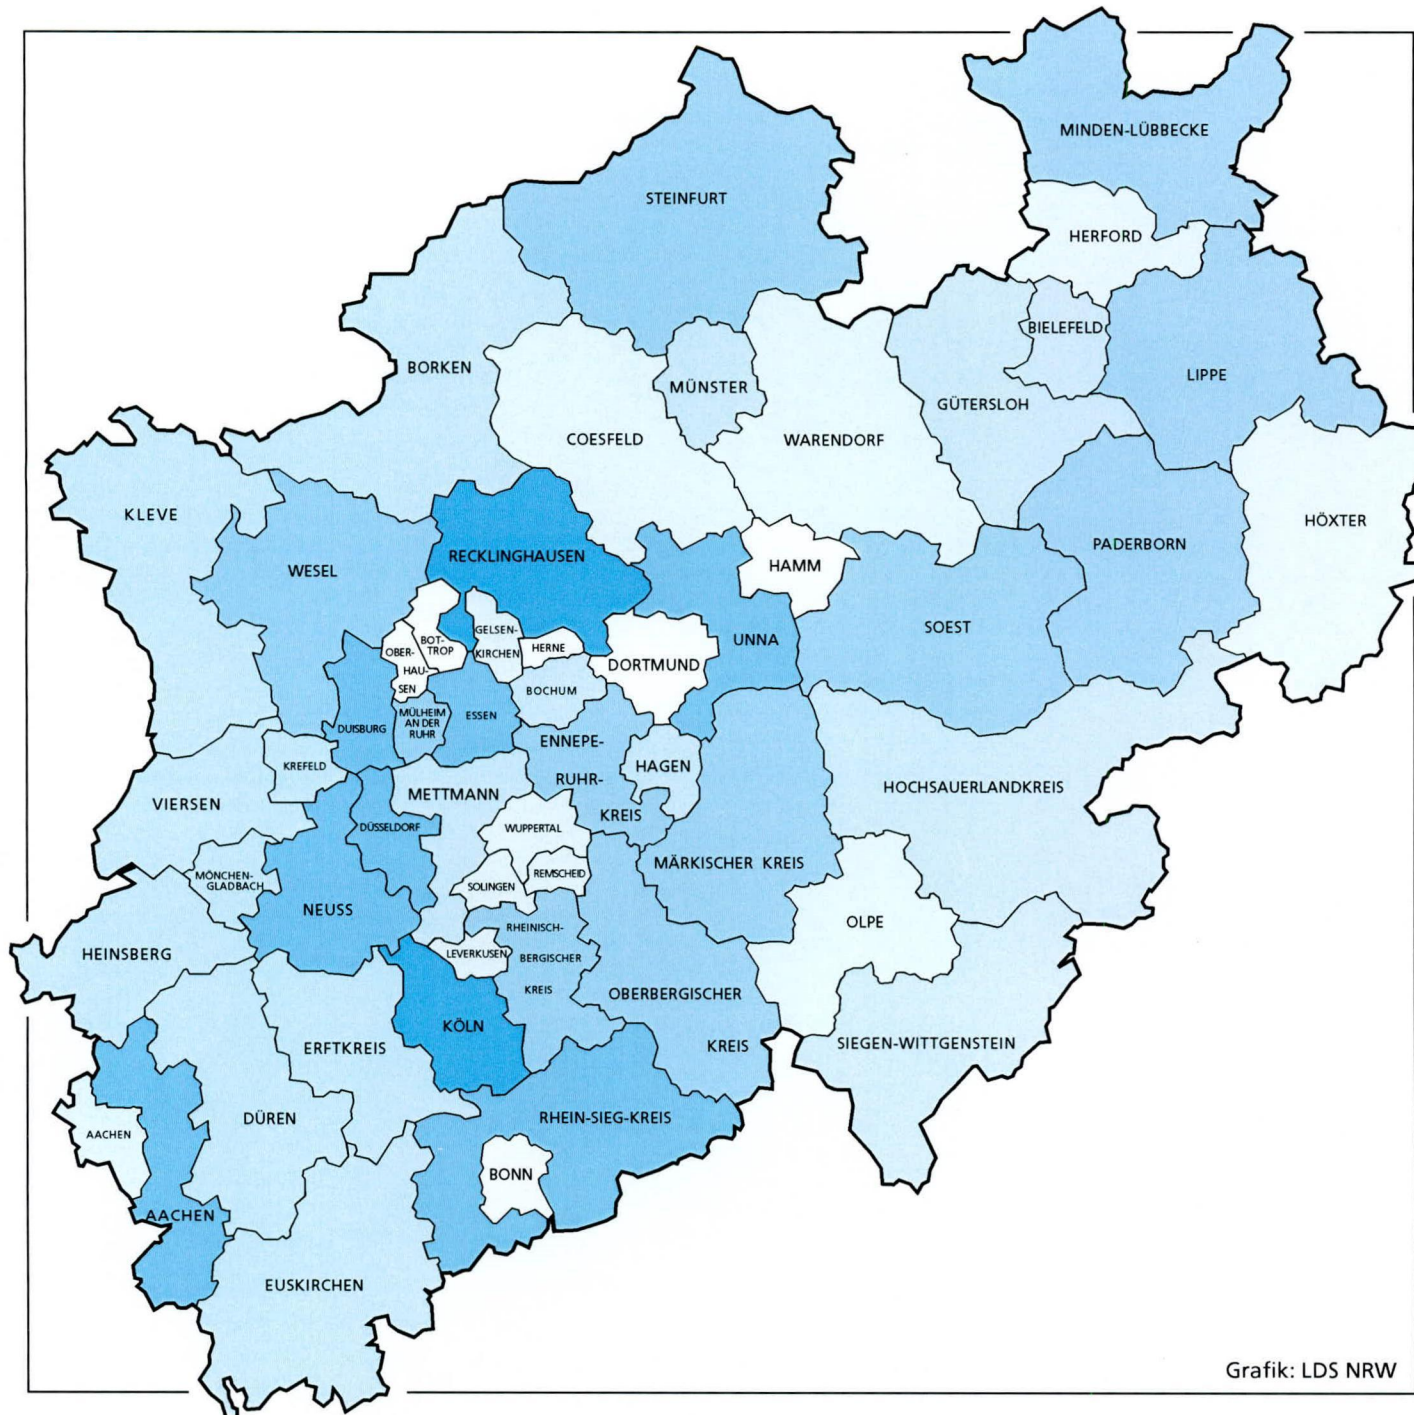 MINDEN-LÜBBECKE
STEINFURT
HERFORD
BIELEFELD
BORKEN
LIPPE
MÜNSTER
GÜTERSLOH
COESFELD
WARENDORF
KLEVE
HÖXTER
PADERBORN
RECKLINGHAUSEN
HAMM
WESEL
SOEST
UNNA
GELSEN-
KIRCHEN
BOT-
TROP
HERNE
OBER-
HAU-
SEN
DORTMUND
BOCHUM
MÜLHEIM
AN DER
RUHR
ESSEN
DUISBURG
ENNEPE-
RUHR-
KREIS
HAGEN
KREFELD
METTMANN
HOCHSAUERLANDKREIS
VIERSEN
DÜSSELDORF
WUPPERTAL
MÄRKISCHER KREIS
MÖNCHEN-
GLADBACH
SOLINGEN
REMSCHEID
NEUSS
OLPE
RHEINISCH-
BERGISCHER
KREIS
HEINSBERG
LEVERKUSEN
OBERBERGISCHER
KREIS
KÖLN
ERFTKREIS
SIEGEN-WITTGENSTEIN
DÜREN
RHEIN-SIEG-KREIS
AACHEN
BONN
AACHEN
EUSKIRCHEN
Grafik: LDS NRW